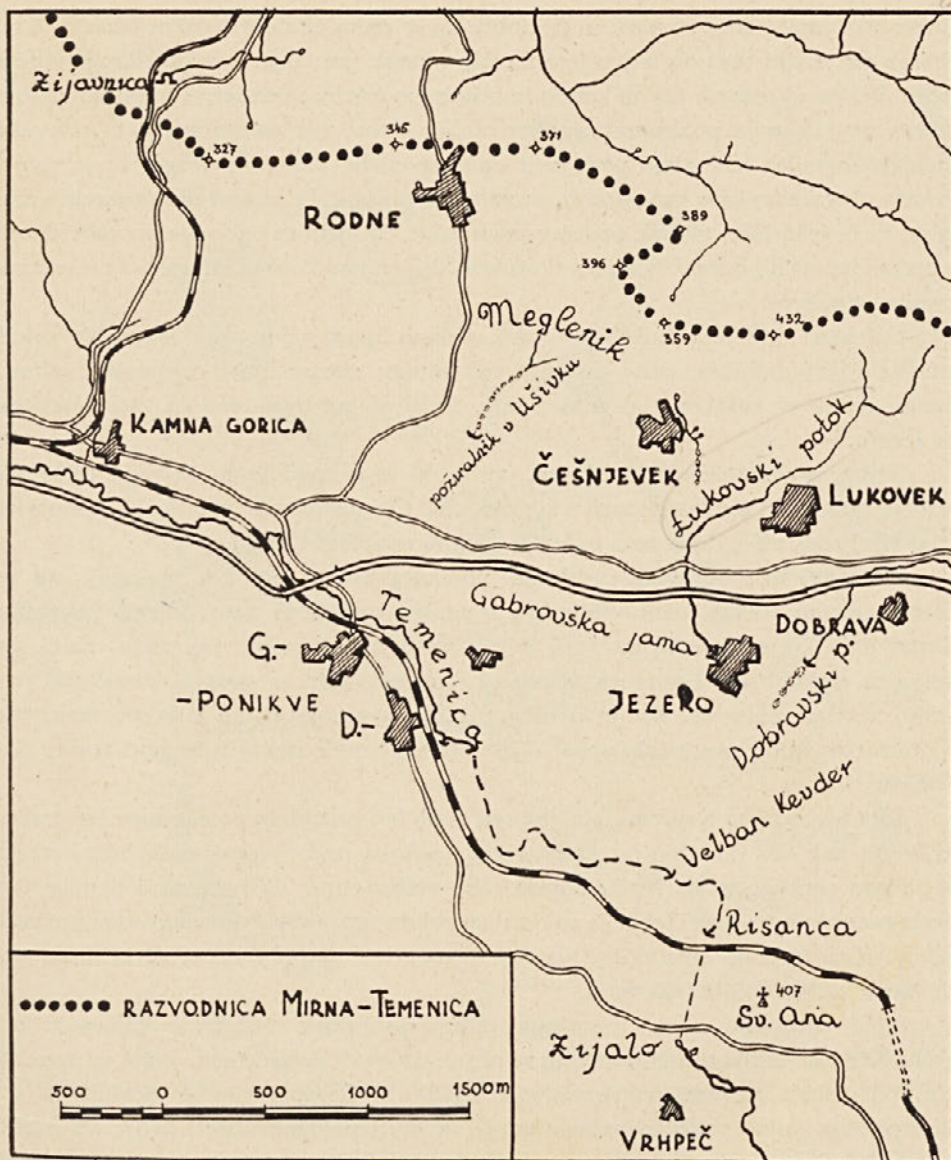 Zijavnica
327
345
371
RODNE
389
396
359
432
Meglenik
požiralnik v Ušivku
KAMNA GORICA
ČEŠNJEVEK
Lukovski potok
LUKOVEK
Gabrovška jama
DOBRAVA
Temenica
G.-
-PONIKVE
D.-
JEZERO
Dobravski p.
Velban Kevder
Risanca
407
Sv. Ana
Zijalo
VRHPEČ
RAZVODNICA MIRNA-TEMENICA
500 0 500 1000 1500m